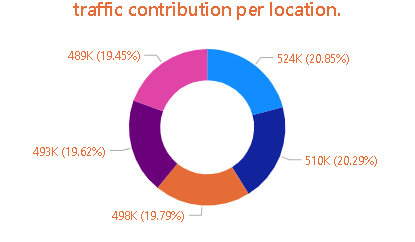 traffic contribution per location.
489K (19.45%)
524K (20.85%)
493K (19.62%)
510K (20.29%)
498K (19.79%)